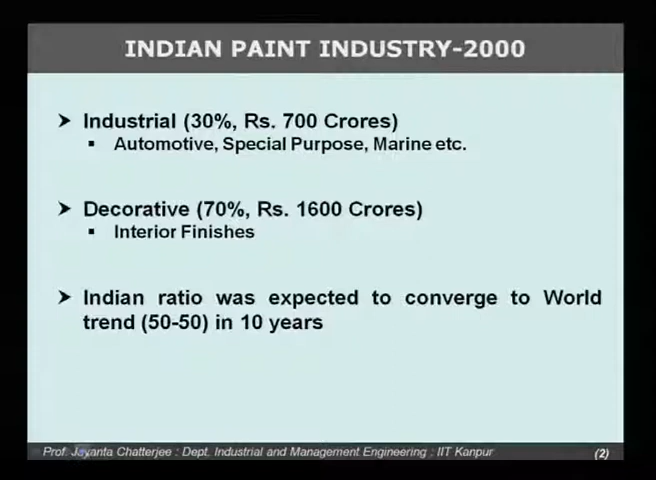 INDIAN PAINT INDUSTRY-2000
➤ Industrial (30%, Rs. 700 Crores)
▪ Automotive, Special Purpose, Marine etc.
➤ Decorative (70%, Rs. 1600 Crores)
▪ Interior Finishes
➤ Indian ratio was expected to converge to World
trend (50-50) in 10 years
Prof. Jayanta Chatterjee : Dept. Industrial and Management Engineering : IIT Kanpur (2)